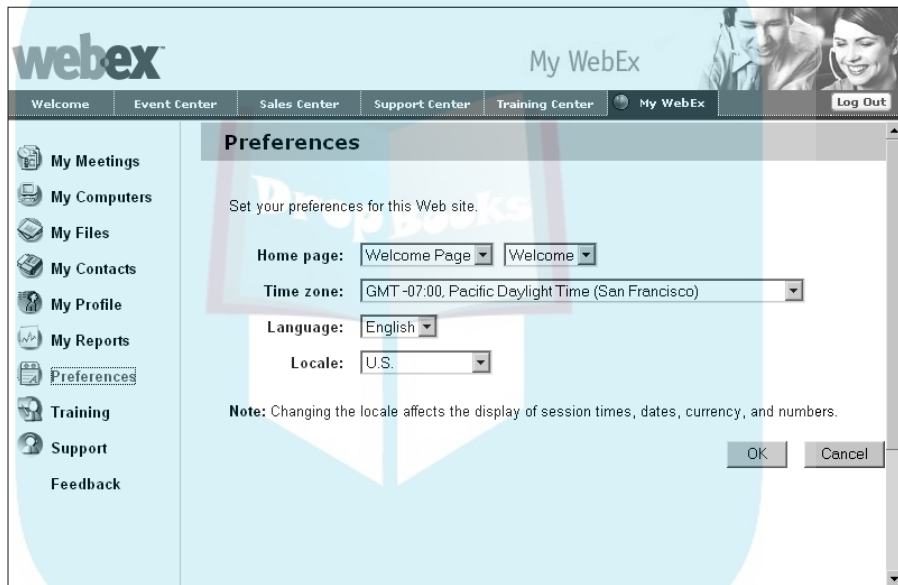 webex
My WebEx
Welcome Event Center Sales Center Support Center Training Center My WebEx Log Out
Preferences
My Meetings
My Computers
My Files
My Contacts
My Profile
My Reports
Preferences
Training
Support
Feedback
Drop Books
Set your preferences for this Web site.
Home page: Welcome Page Welcome
Time zone: GMT -07:00, Pacific Daylight Time (San Francisco)
Language: English
Locale: U.S.
Note: Changing the locale affects the display of session times, dates, currency, and numbers.
OK Cancel